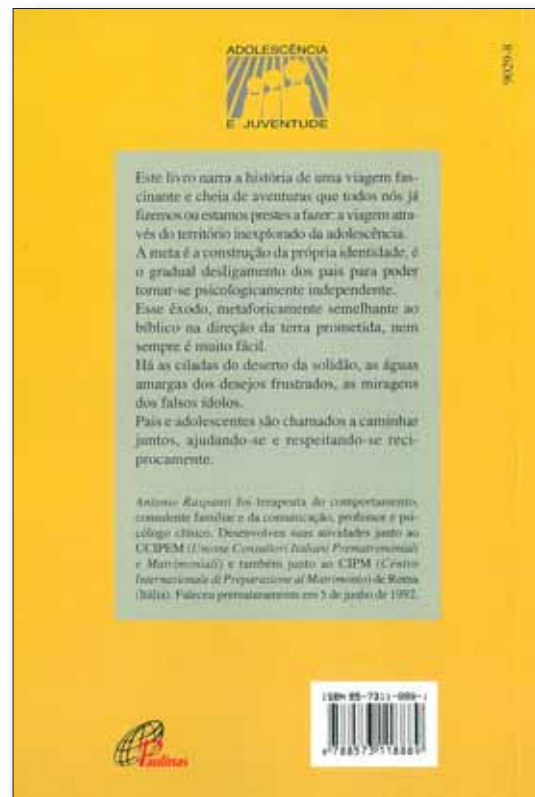 ADOLESCÊNCIA
E JUVENTUDE
9029-8
Este livro narra a história de uma viagem fas-
cinante e cheia de aventuras que todos nós já
fizemos ou estamos prestes a fazer: a viagem atra-
vés do território inexplorado da adolescência.
A meta é a construção da própria identidade, é
o gradual desligamento dos pais para poder
tornar-se psicologicamente independente.
Esse êxodo, metaforicamente semelhante ao
bíblico na direção da terra prometida, nem
sempre é muito fácil.
Há as ciladas do deserto da solidão, as águas
amargas dos desejos frustrados, as miragens
dos falsos ídolos.
Pais e adolescentes são chamados a caminhar
juntos, ajudando-se e respeitando-se reci-
procamente.
Antonio Raspanti foi terapeuta do comportamento,
consulente familiar e da comunicação, professor e psi-
cólogo clínico. Desenvolveu suas atividades junto ao
UCIPEM (Unione Consultori Italiani Prematrimoniali
e Matrimoniali) e também junto ao CIPM (Centro
Internazionale di Preparazione al Matrimonio) de Roma
(Itália). Faleceu prematuramente em 5 de junho de 1992.
ISBN 85-7311-888-
9 788573 118889
Paulinas